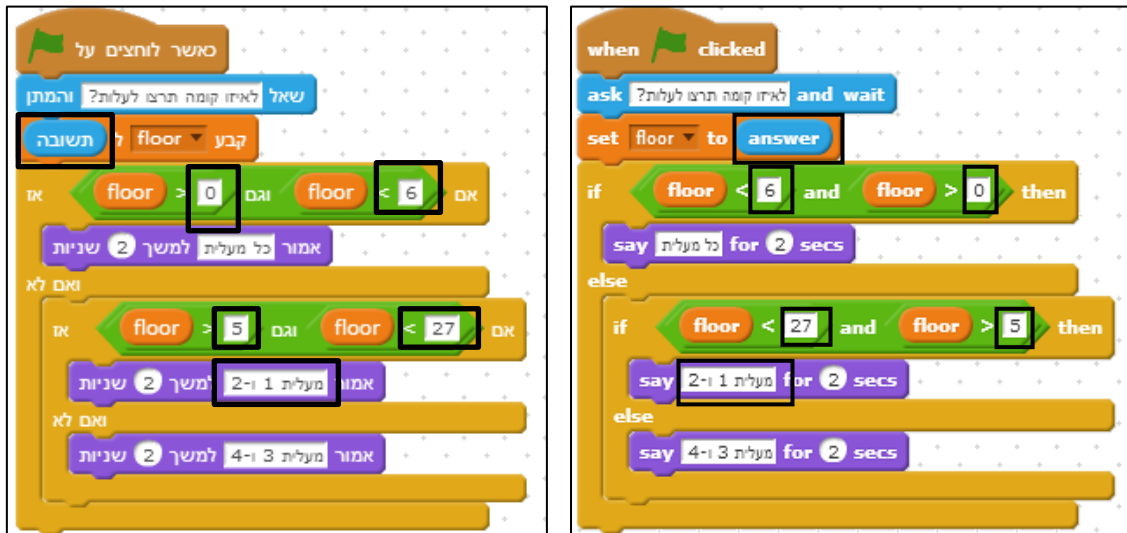 כאשר לוחצים על
שאל לאיזו קומה תרצו לעלות? והמתן
קבע floor ל תשובה
אם floor < 6 וגם floor > 0 אז
אמור כל מעלית למשך 2 שניות
ואם לא
אם floor < 27 וגם floor > 5 אז
אמור מעלית 1 ו-2 למשך 2 שניות
ואם לא
אמור מעלית 3 ו-4 למשך 2 שניות
when clicked
ask לאיזו קומה תרצו לעלות? and wait
set floor to answer
if floor < 6 and floor > 0 then
say כל מעלית for 2 secs
else
if floor < 27 and floor > 5 then
say מעלית 1 ו-2 for 2 secs
else
say מעלית 3 ו-4 for 2 secs